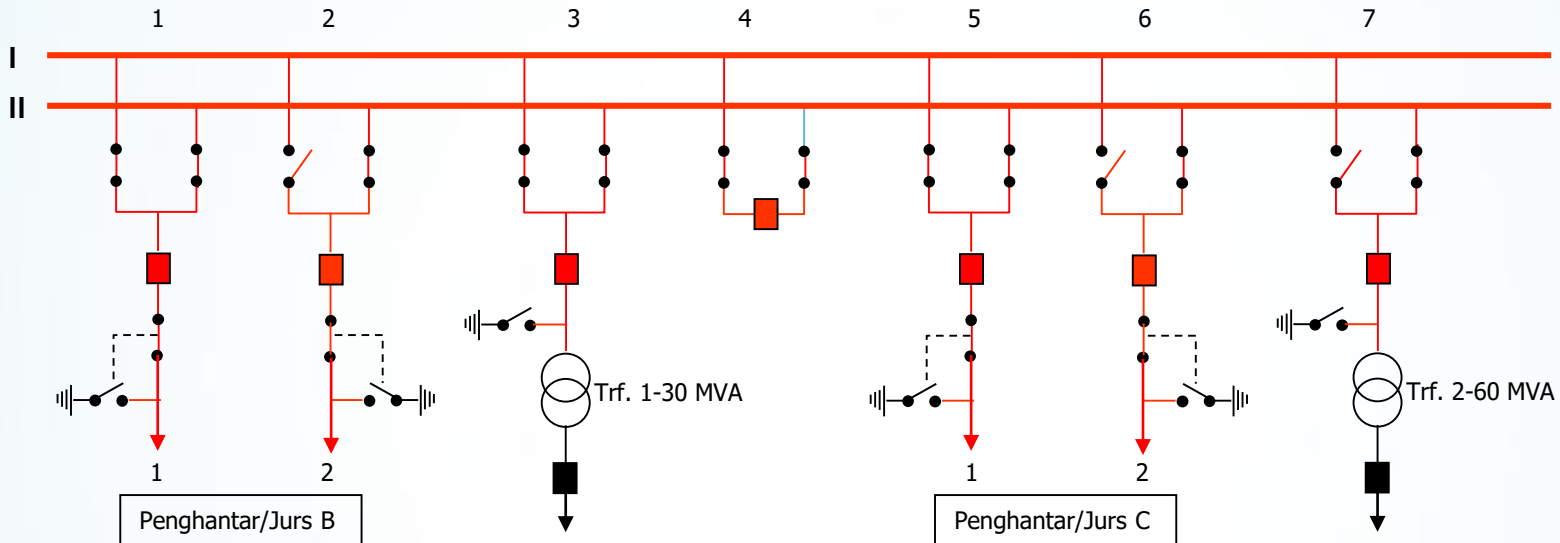 1 2 3 4 5 6 7
I
II
Trf. 1-30 MVA
Trf. 2-60 MVA
1 2 1 2
Penghantar/Jurs B
Penghantar/Jurs C